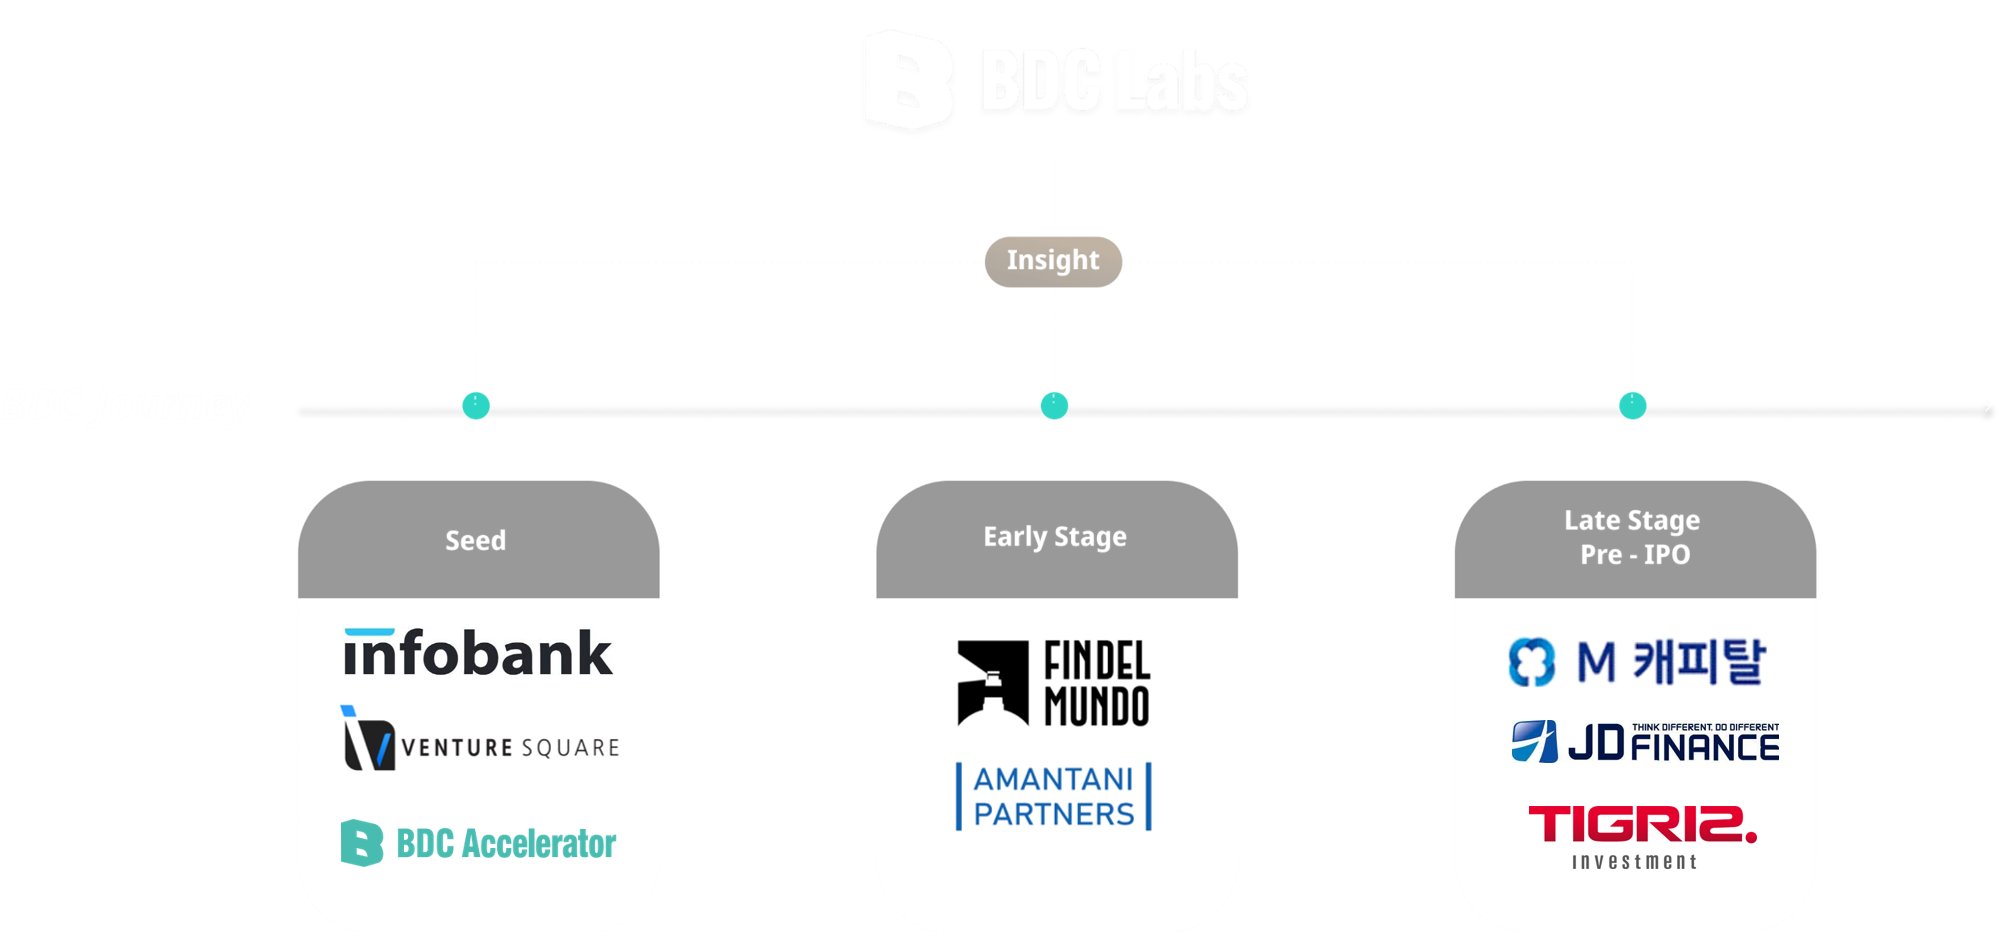 BDC Labs
Insight
Seed
Early Stage
Late Stage
Pre - IPO
infobank
VENTURE SQUARE
BDC Accelerator
FINDEL
MUNDO
AMANTANI
PARTNERS
M 캐피탈
THINK DIFFERENT. DO DIFFERENT
JD FINANCE
TIGRIS.
investment